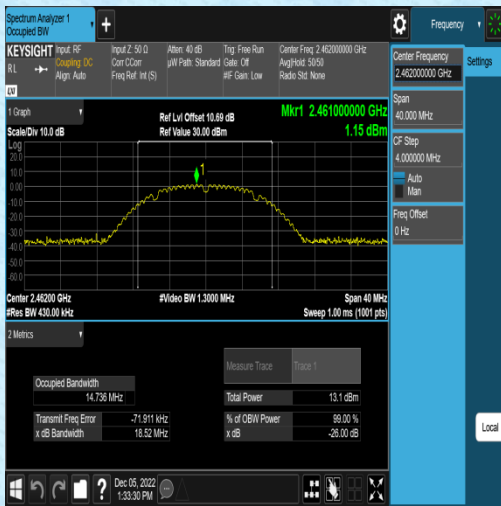 Spectrum Analyzer 1
Occupied BW
Frequency
KEYSIGHT
RL
Input: RF
Coupling: DC
Align: Auto
Input Z: 50 Ω
Corr CCorr
Freq Ref: Int (S)
Atten: 40 dB
µW Path: Standard
Trig: Free Run
Gate: Off
#IF Gain: Low
Center Freq: 2.462000000 GHz
Avg|Hold: 50/50
Radio Std: None
LXI
Center Frequency
2.462000000 GHz
Settings
Span
40.000 MHz
CF Step
4.000000 MHz
Auto
Man
Freq Offset
0 Hz
1 Graph
Scale/Div 10.0 dB
Ref Lvl Offset 10.69 dB
Ref Value 30.00 dBm
Mkr1 2.461000000 GHz
1.15 dBm
Log
20.0
10.0
0.00
-10.0
-20.0
-30.0
-40.0
-50.0
-60.0
1
Center 2.46200 GHz
#Res BW 430.00 kHz
#Video BW 1.3000 MHz
Span 40 MHz
Sweep 1.00 ms (1001 pts)
2 Metrics
Measure Trace
Trace 1
Occupied Bandwidth
14.736 MHz
Total Power
13.1 dBm
Transmit Freq Error
-71.911 kHz
% of OBW Power
99.00 %
x dB Bandwidth
18.52 MHz
x dB
-26.00 dB
Local
?
Dec 05, 2022
1:33:30 PM